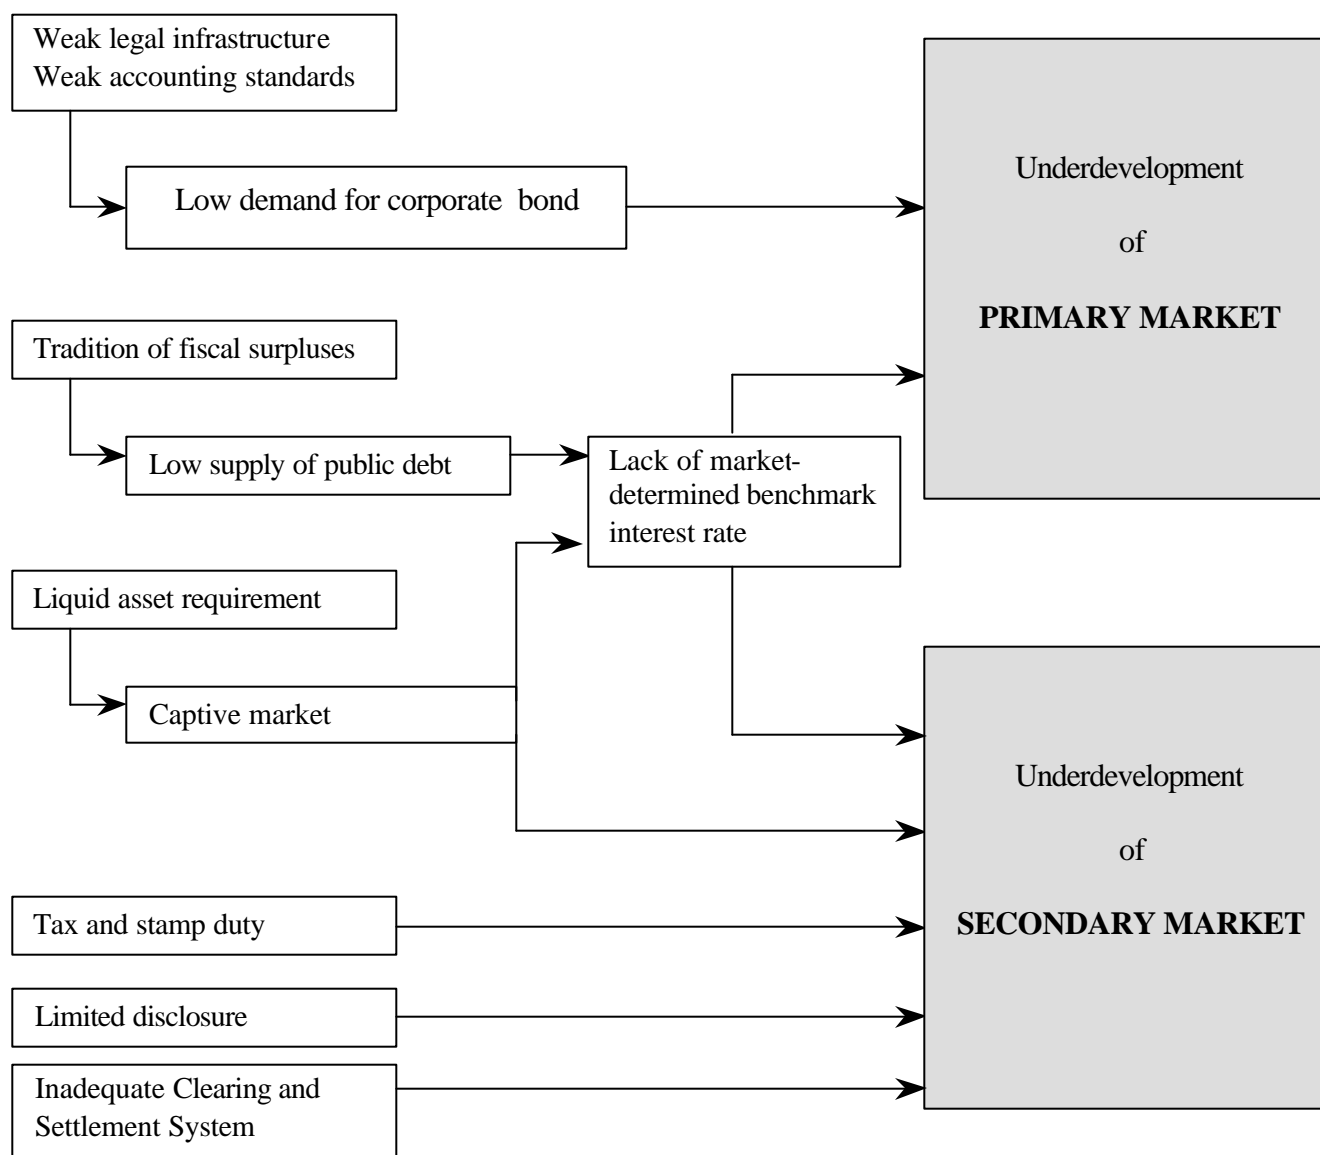 Weak legal infrastructure
Weak accounting standards
Low demand for corporate bond
Underdevelopment
of
PRIMARY MARKET
Tradition of fiscal surpluses
Low supply of public debt
Lack of market-
determined benchmark
interest rate
Liquid asset requirement
Captive market
Underdevelopment
of
SECONDARY MARKET
Tax and stamp duty
Limited disclosure
Inadequate Clearing and
Settlement System